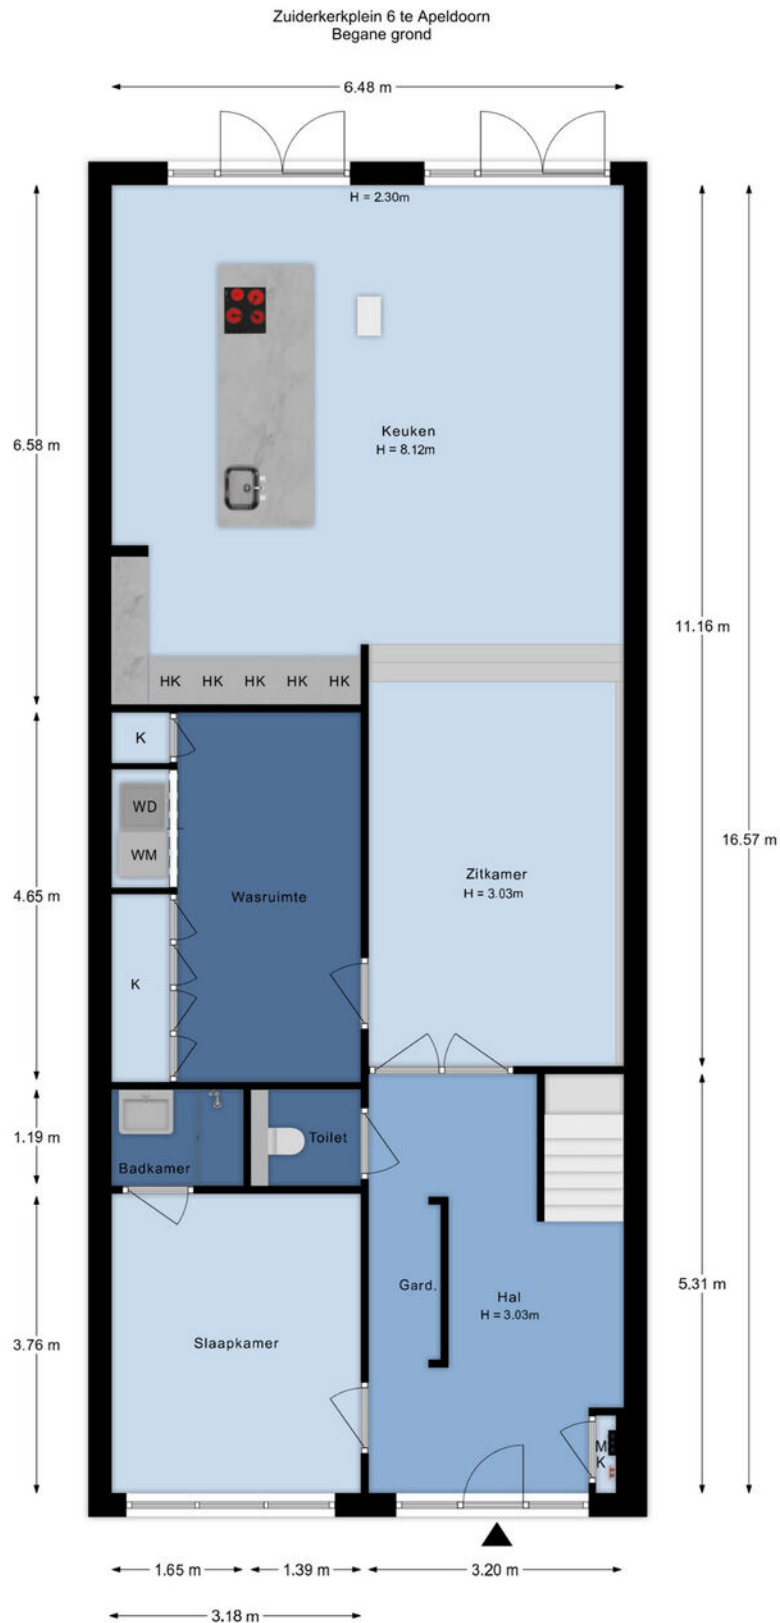 Zuiderkerkplein 6 te Apeldoorn
Begane grond
6.48 m
H = 2.30m
Keuken
H = 8.12m
6.58 m
11.16 m
HK HK HK HK HK
K
WD
WM
16.57 m
Zitkamer
H = 3.03m
4.65 m
Wasruimte
K
1.19 m
Toilet
Badkamer
5.31 m
Gard.
Hal
H = 3.03m
3.76 m
Slaapkamer
M
K
1.65 m
1.39 m
3.20 m
3.18 m